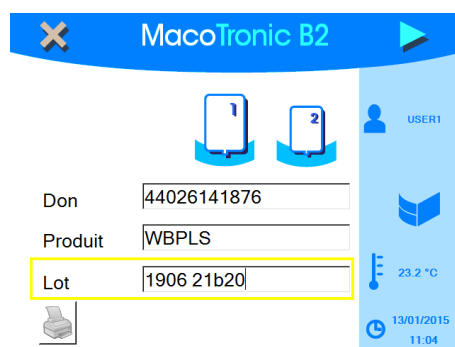 MacoTronic B2
1
2
USER1
Don 44026141876
Produit WBPLS
Lot 1906 21b20
23.2 °C
13/01/2015
11:04